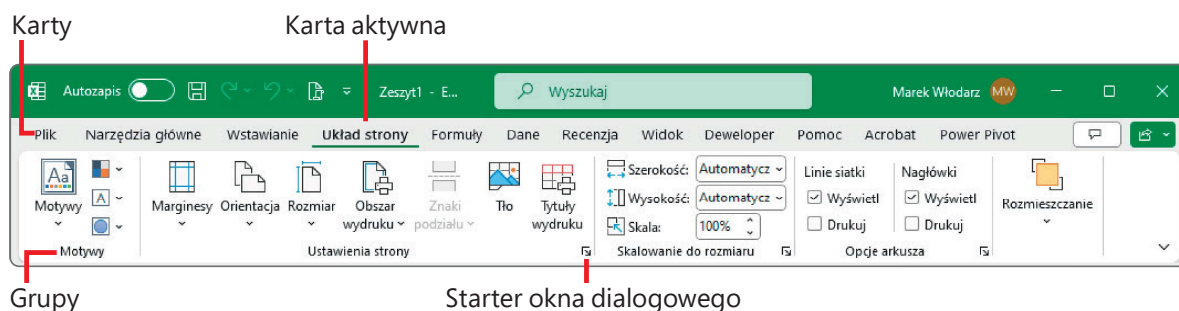 Karty Karta aktywna
Autozapis Zeszyt1 - E... Wyszukaj Marek Włodarz MW
Plik Narzędzia główne Wstawianie Układ strony Formuły Dane Recenzja Widok Deweloper Pomoc Acrobat Power Pivot
Aa Szerokość: Automatycz Linie siatki Nagłówki
A Wysokość: Automatycz Wyświetl Wyświetl
Motywy Marginesy Orientacja Rozmiar Obszar Znaki Tło Tytuły Rozmieszczanie
wydruku podziału wydruku Skala: 100% Drukuj Drukuj
Motywy Ustawienia strony Skalowanie do rozmiaru Opcje arkusza
Grupy Starter okna dialogowego